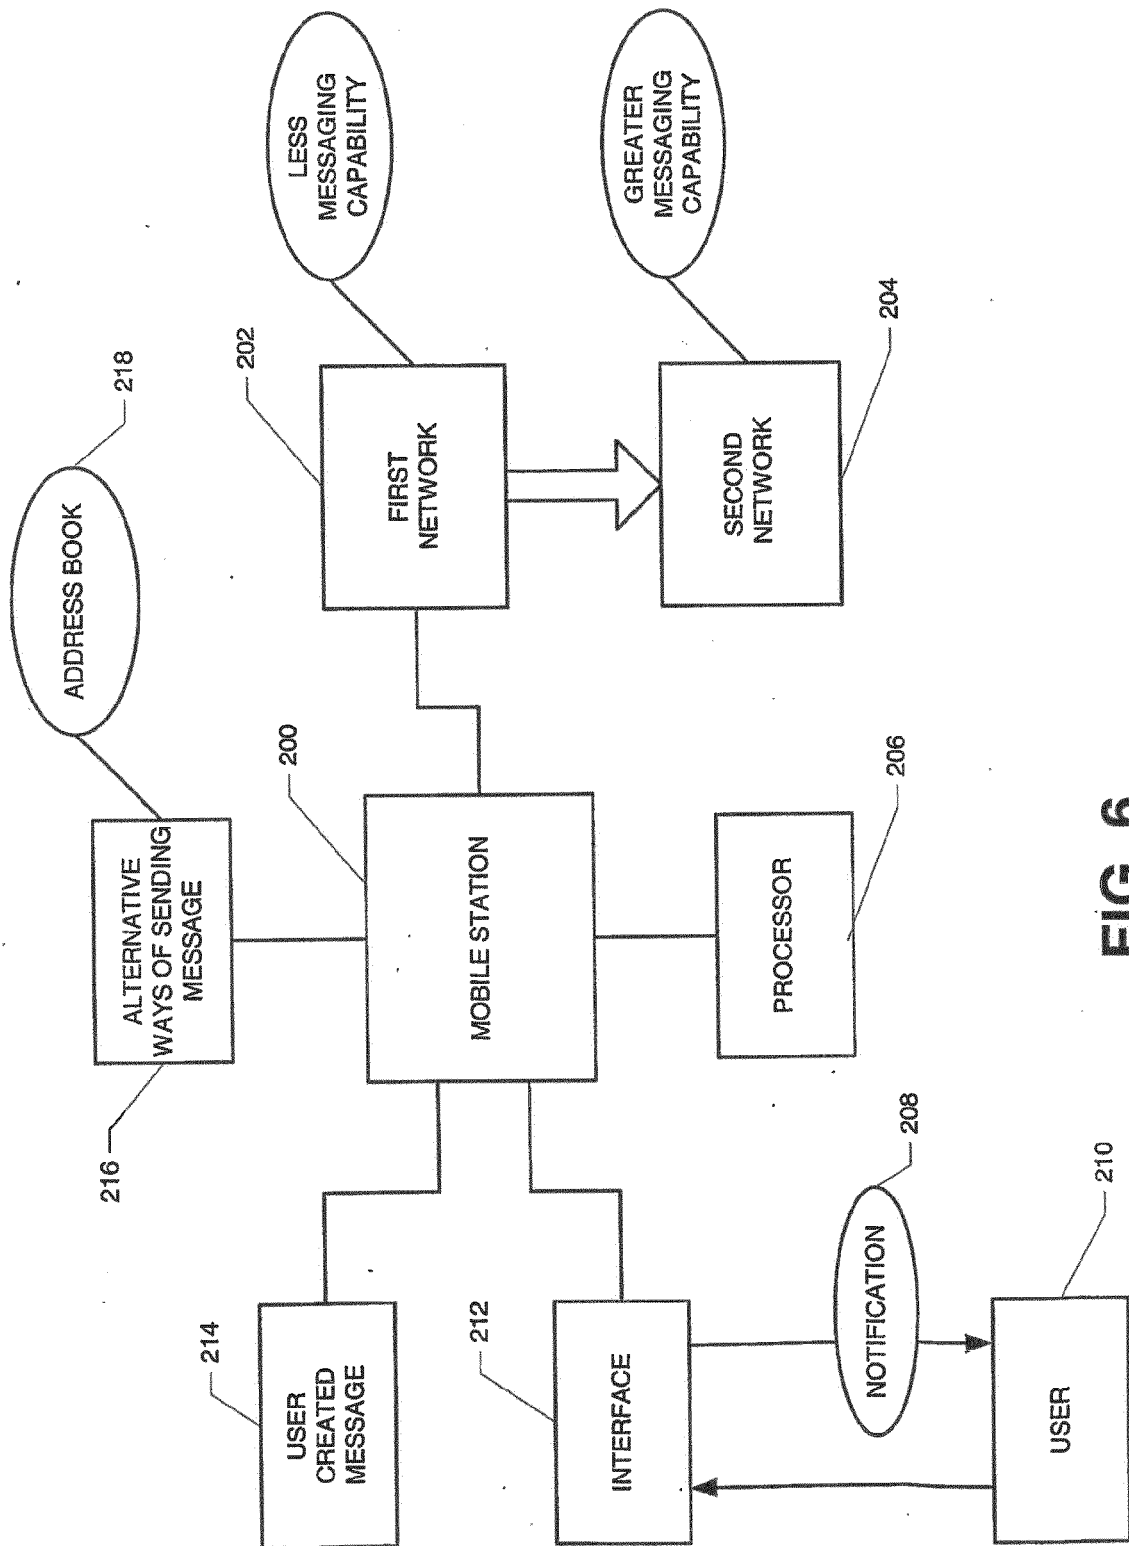 218
ADDRESS BOOK
216
ALTERNATIVE
WAYS OF SENDING
MESSAGE
202
LESS
MESSAGING
CAPABILITY
214
USER
CREATED
MESSAGE
200
MOBILE STATION
FIRST
NETWORK
212
INTERFACE
GREATER
MESSAGING
CAPABILITY
PROCESSOR
206
SECOND
NETWORK
204
NOTIFICATION
208
USER
210
FIG. 6